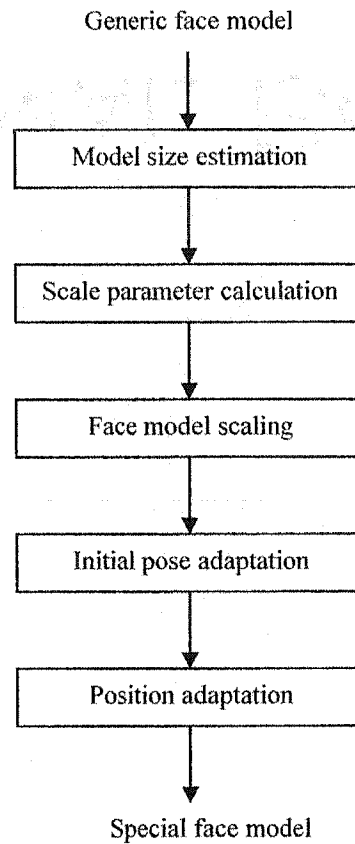 Generic face model
Model size estimation
Scale parameter calculation
Face model scaling
Initial pose adaptation
Position adaptation
Special face model